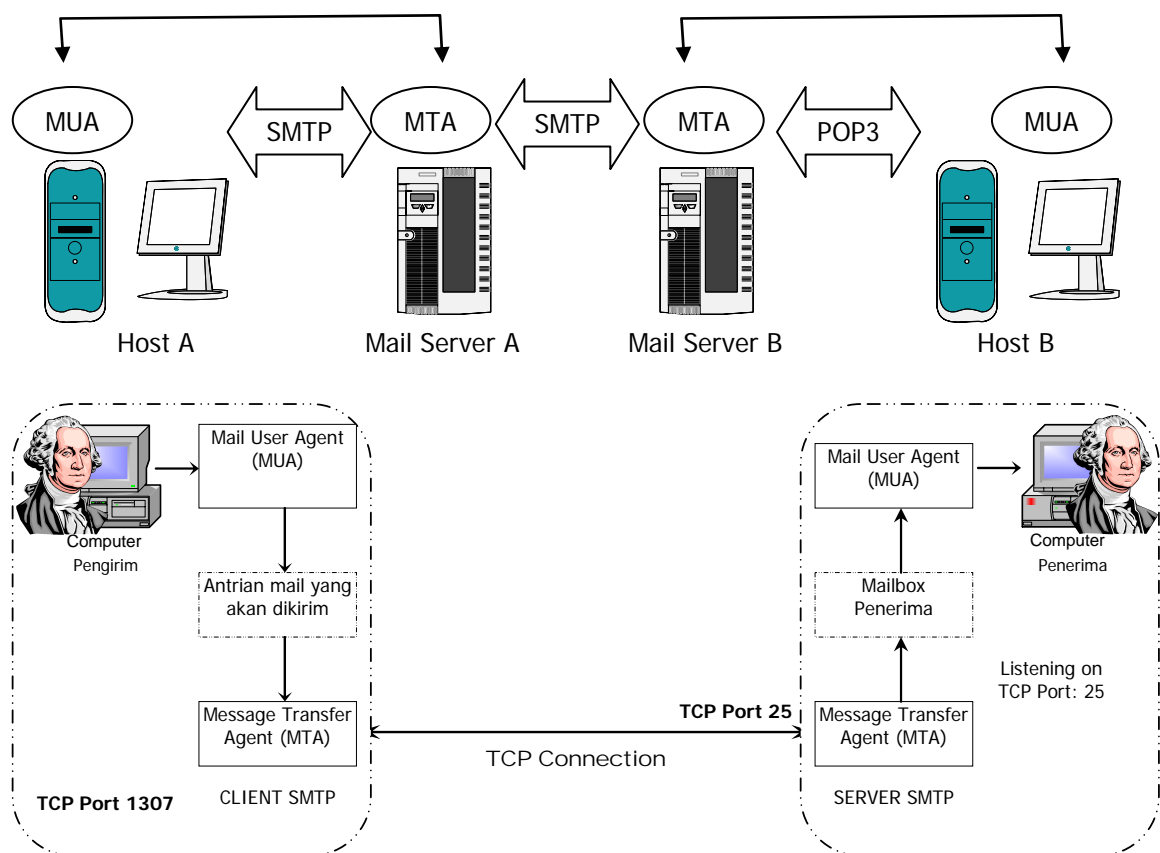 MUA
SMTP
MTA
SMTP
MTA
POP3
MUA
Host A
Mail Server A
Mail Server B
Host B
Computer
Pengirim
Mail User Agent
(MUA)
Antrian mail yang
akan dikirim
Message Transfer
Agent (MTA)
TCP Port 1307
CLIENT SMTP
TCP Port 25
TCP Connection
Mail User Agent
(MUA)
Computer
Penerima
Mailbox
Penerima
Listening on
TCP Port: 25
Message Transfer
Agent (MTA)
SERVER SMTP